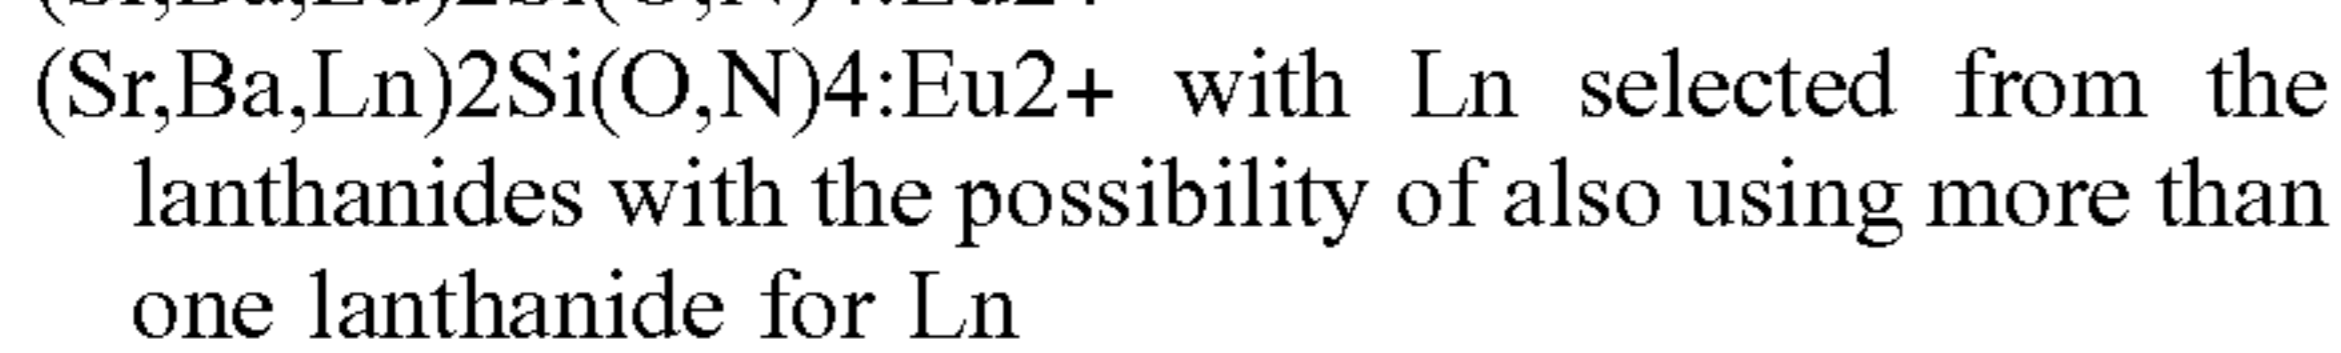 (Sr,Ba,Ln)2Si(O,N)4:Eu2+ with Ln selected from the
lanthanides with the possibility of also using more than
one lanthanide for Ln